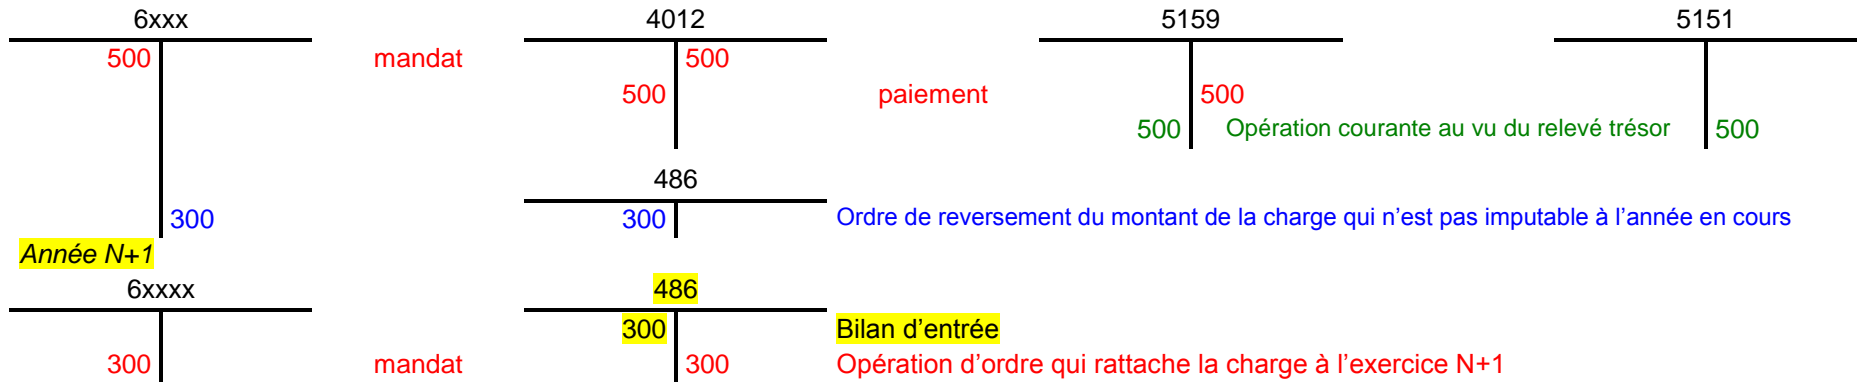 6xxx 4012 5159 5151
500 mandat 500
500 paiement 500
500 Opération courante au vu du relevé trésor 500
486
300 300 Ordre de reversement du montant de la charge qui n’est pas imputable à l’année en cours
Année N+1
6xxxx 486
300 Bilan d’entrée
300 mandat 300 Opération d’ordre qui rattache la charge à l’exercice N+1